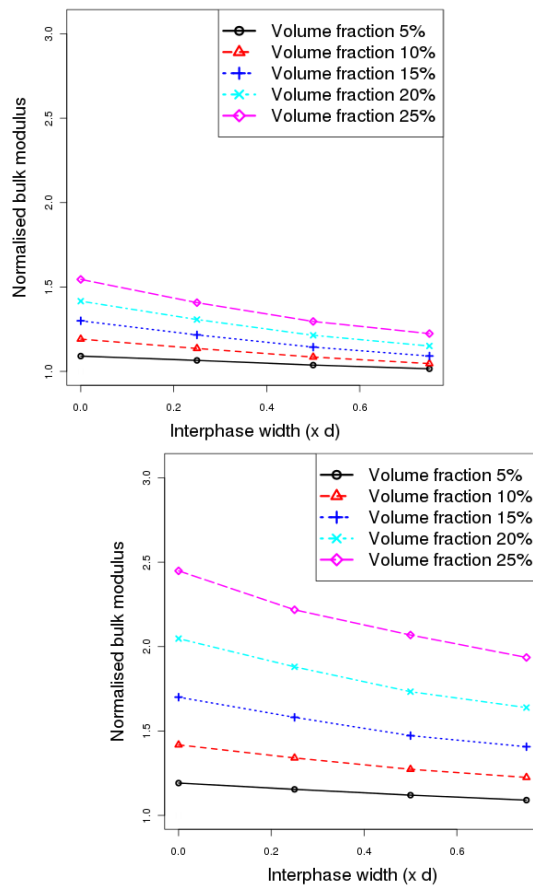 Volume fraction 5%
Volume fraction 10%
Volume fraction 15%
Volume fraction 20%
Volume fraction 25%
Normalised bulk modulus
3.0
2.5
2.0
1.5
1.0
0.0 0.2 0.4 0.6
Interphase width (x d)
Volume fraction 5%
Volume fraction 10%
Volume fraction 15%
Volume fraction 20%
Volume fraction 25%
Normalised bulk modulus
3.0
2.5
2.0
1.5
1.0
0.0 0.2 0.4 0.6
Interphase width (x d)